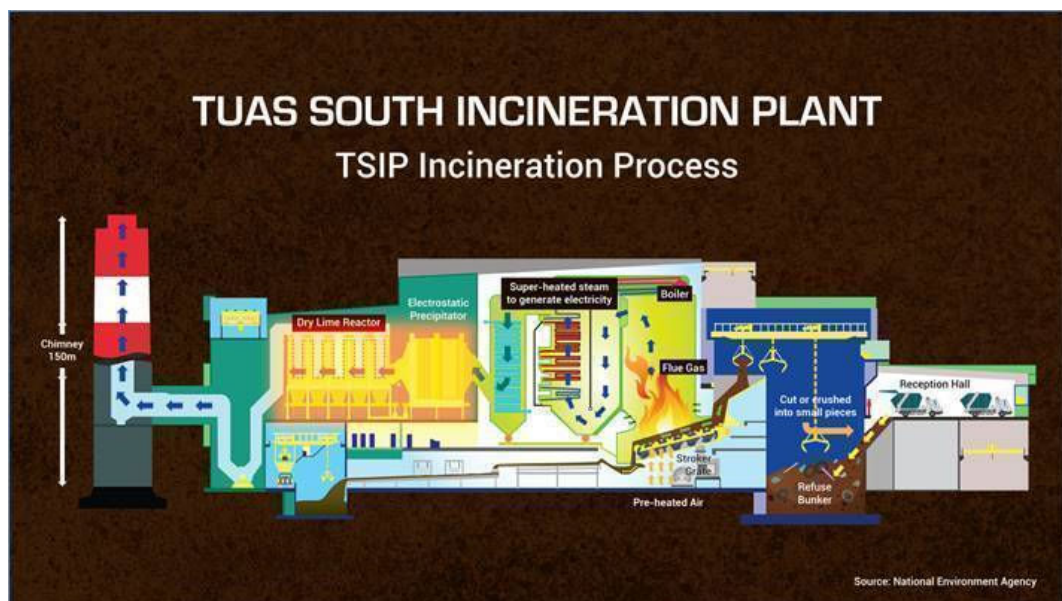 TUAS SOUTH INCINERATION PLANT
TSIP Incineration Process
Chimney
150m
Dry Lime Reactor
Electrostatic
Precipitator
Super-heated steam
to generate electricity
Boiler
Flue Gas
Stroker
Grate
Pre-heated Air
Cut or crushed
into small pieces
Refuse
Bunker
Reception Hall
Source: National Environment Agency